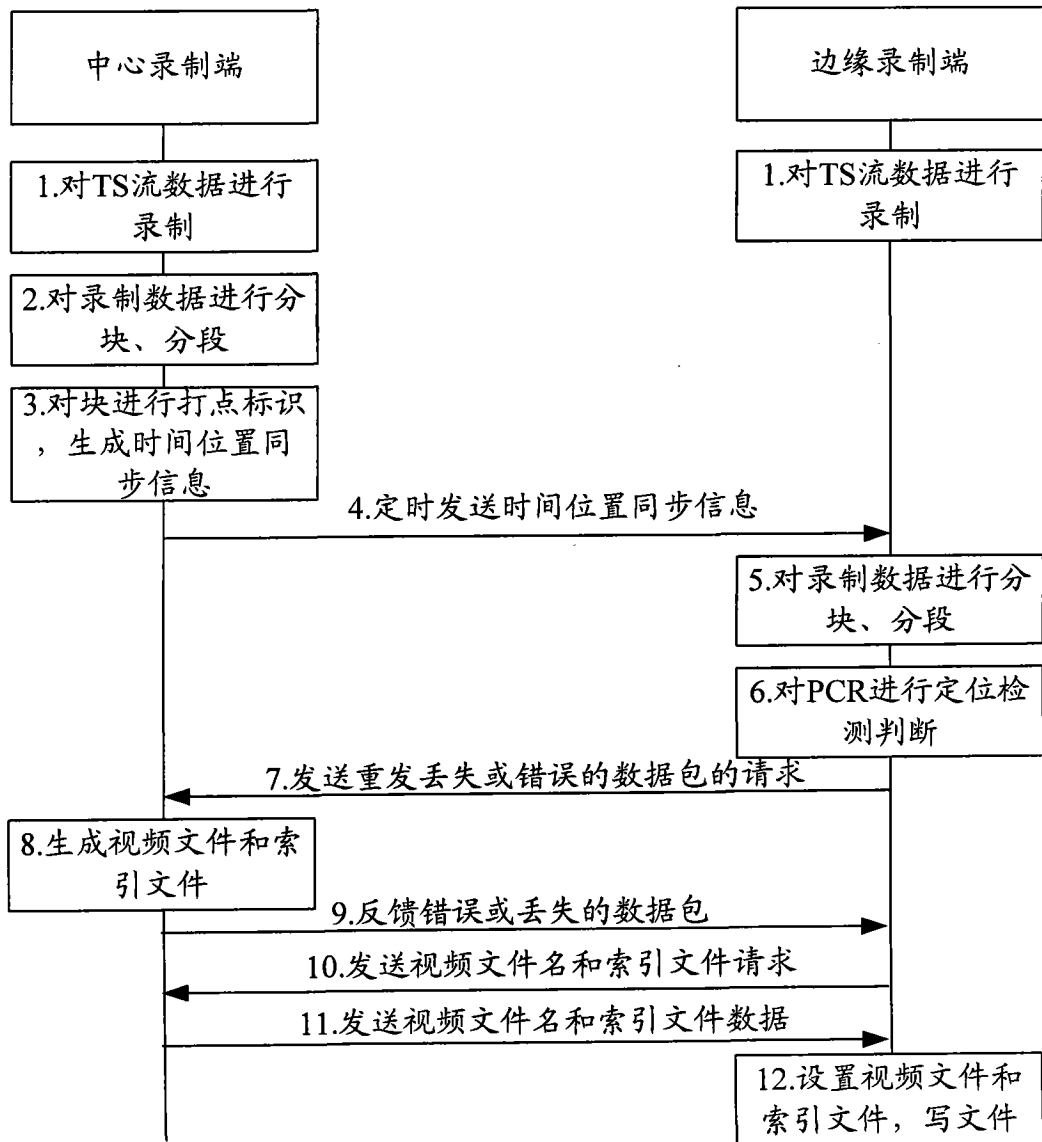 中心录制端
边缘录制端
1.对TS流数据进行
录制
1.对TS流数据进行
录制
2.对录制数据进行分
块、分段
3.对块进行打点标识
，生成时间位置同
步信息
4.定时发送时间位置同步信息
5.对录制数据进行分
块、分段
6.对PCR进行定位检
测判断
7.发送重发丢失或错误的数据包的请求
8.生成视频文件和索
引文件
9.反馈错误或丢失的数据包
10.发送视频文件名和索引文件请求
11.发送视频文件名和索引文件数据
12.设置视频文件和
索引文件，写文件